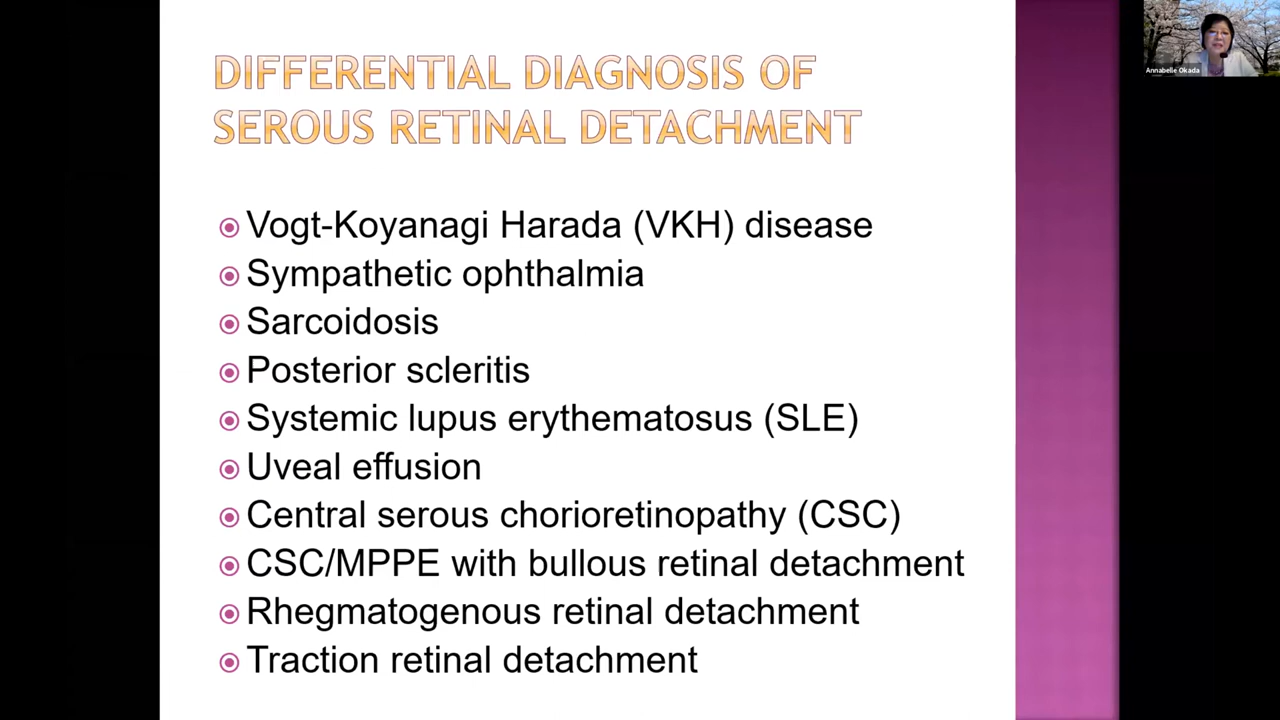 DIFFERENTIAL DIAGNOSIS OF
SEROUS RETINAL DETACHMENT
Vogt-Koyanagi Harada (VKH) disease
Sympathetic ophthalmia
Sarcoidosis
Posterior scleritis
Systemic lupus erythematosus (SLE)
Uveal effusion
Central serous chorioretinopathy (CSC)
CSC/MPPE with bullous retinal detachment
Rhegmatogenous retinal detachment
Traction retinal detachment
Annabelle Okada